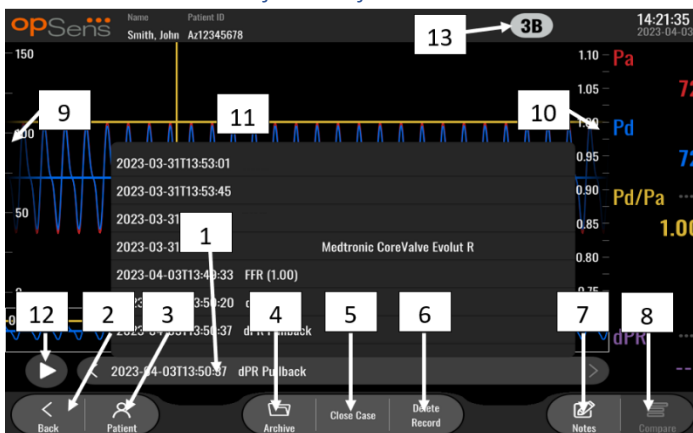 opSens
Name Patient ID
Smith, John Az12345678
13
3B
14:21:35
2023-04-03
150
1.10
Pa
1.05
72
9
11
10
1.00
100
Pd
2023-03-31T13:53:01
0.95
72
2023-03-31T13:53:45
0.90
Pd/Pa
---
50
2023-03-31
0.85
1.00
1
2023-03-31 Medtronic CoreValve Evolut R
0.80
2023-04-03T13:49:33 FFR (1.00)
0.75
12
2
3
4
5
6
7
8
2023-04-03T13:50:37 dPR Pullback
dPR
---
2023-04-03T13:50:37 dPR Pullback
--
Back
Patient
Archive
Close Case
Delete
Record
Notes
Compare